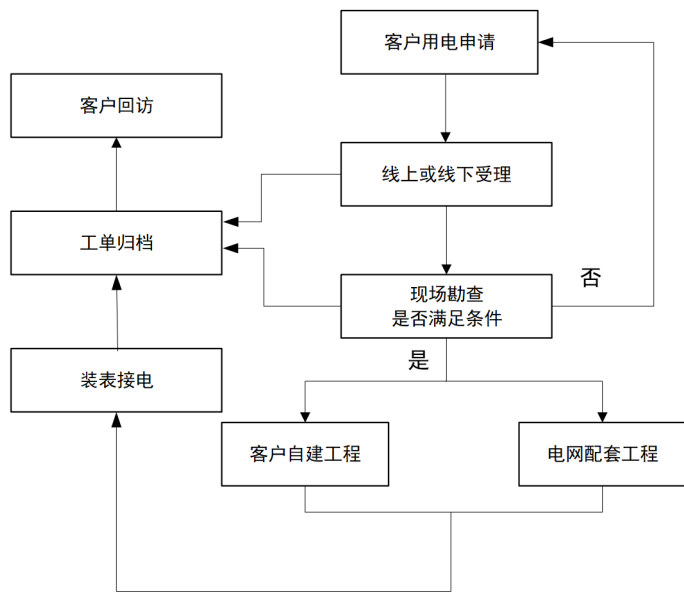 客户用电申请
客户回访
线上或线下受理
工单归档
否
现场勘查
是否满足条件
是
装表接电
客户自建工程
电网配套工程